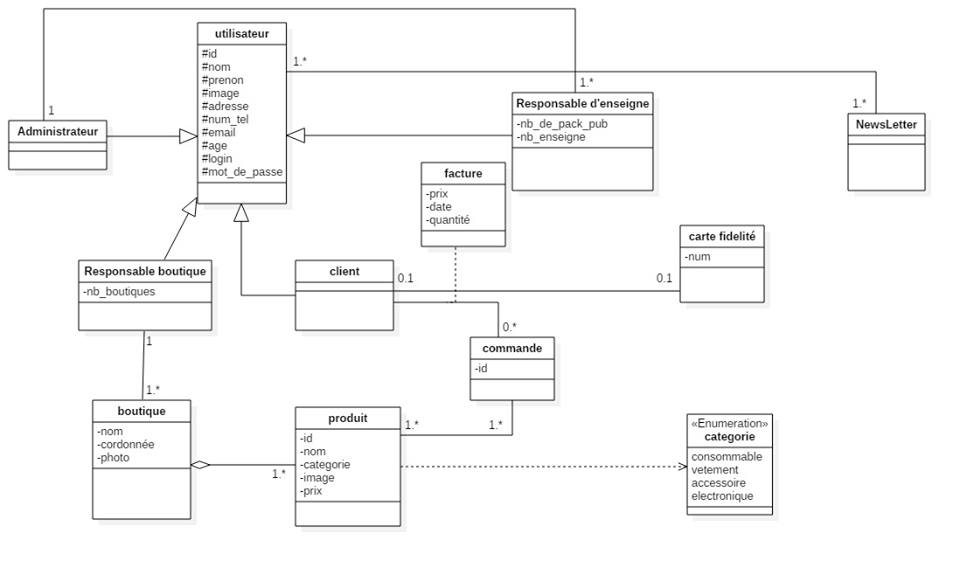 utilisateur
#id
#nom
#prenon
#image
#adresse
#num_tel
#email
#age
#login
#mot_de_passe
1.*
1.*
1
Administrateur
Responsable d'enseigne
-nb_de_pack_pub
-nb_enseigne
1.*
NewsLetter
facture
-prix
-date
-quantité
carte fidelité
-num
Responsable boutique
-nb_boutiques
client
0.1
0.1
0.*
1
1.*
commande
-id
boutique
-nom
-cordonnée
-photo
produit
-id
-nom
-categorie
-image
-prix
1.*
1.*
1.*
«Enumeration»
categorie
consommable
vetement
accessoire
electronique